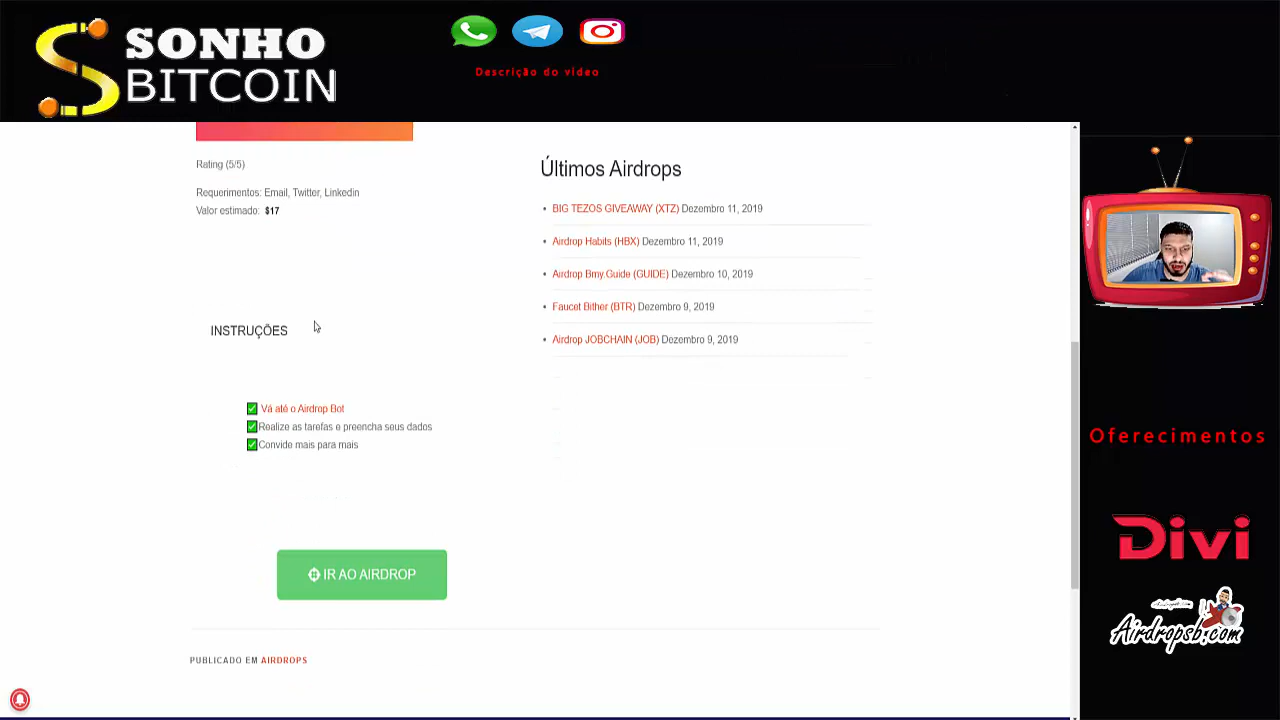 SONHO
BITCOIN
Descrição do vídeo
Rating (5/5)
Requerimentos: Email, Twitter, Linkedin
Valor estimado: $17
INSTRUÇÕES
Vá até o Airdrop Bot
Realize as tarefas e preencha seus dados
Convide mais para mais
IR AO AIRDROP
PUBLICADO EM AIRDROPS
Últimos Airdrops
BIG TEZOS GIVEAWAY (XTZ) Dezembro 11, 2019
Airdrop Habits (HBX) Dezembro 11, 2019
Airdrop Bmy.Guide (GUIDE) Dezembro 10, 2019
Faucet Bither (BTR) Dezembro 9, 2019
Airdrop JOBCHAIN (JOB) Dezembro 9, 2019
Oferecimentos
Divi
Airdropsb.com